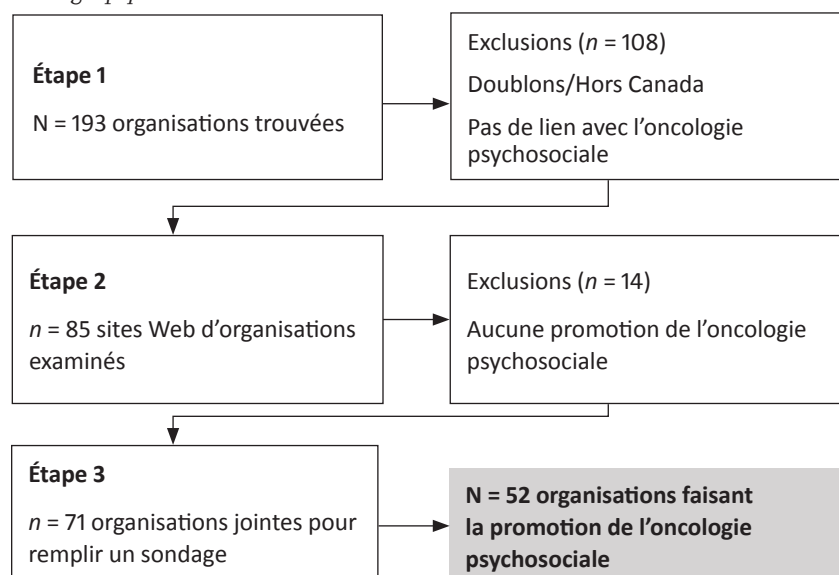 Étape 1
N = 193 organisations trouvées
Exclusions (n = 108)
Doublons/Hors Canada
Pas de lien avec l'oncologie
psychosociale
Étape 2
n = 85 sites Web d'organisations
examinés
Exclusions (n = 14)
Aucune promotion de l'oncologie
psychosociale
Étape 3
n = 71 organisations jointes pour
remplir un sondage
N = 52 organisations faisant
la promotion de l'oncologie
psychosociale